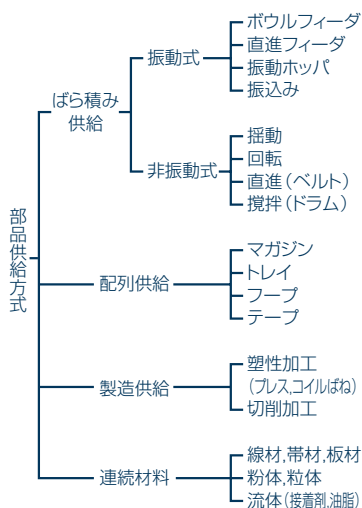 部品供給方式
ばら積み
供給
振動式
ボウルフィーダ
直進フィーダ
振動ホッパ
振込み
非振動式
揺動
回転
直進（ベルト）
撹拌（ドラム）
配列供給
マガジン
トレイ
フープ
テープ
製造供給
塑性加工
（プレス,コイルばね）
切削加工
連続材料
線材,帯材,板材
粉体,粒体
流体（接着剤,油脂）